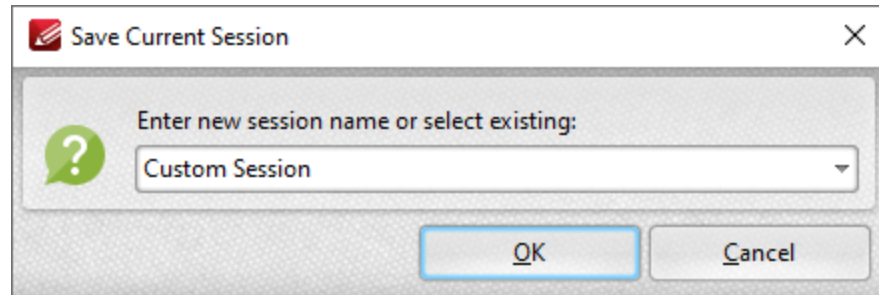 Save Current Session
Enter new session name or select existing:
Custom Session
OK
Cancel